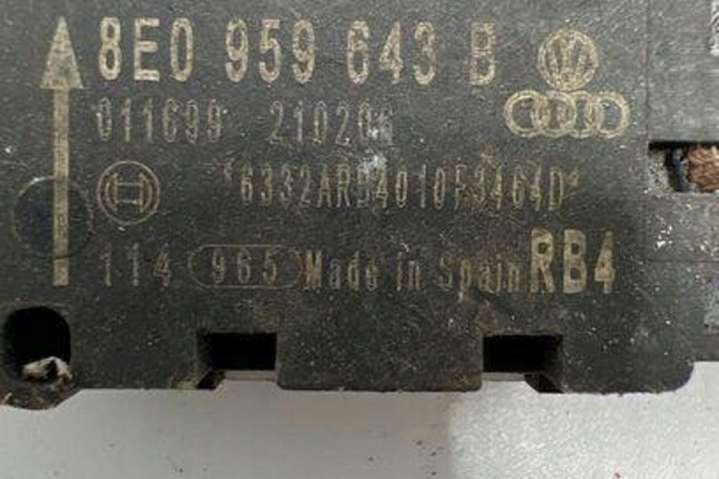 8E0 959 643 B
011699 210206
*6332ARB4010F3464D*
114 965 Made in Spain RB4